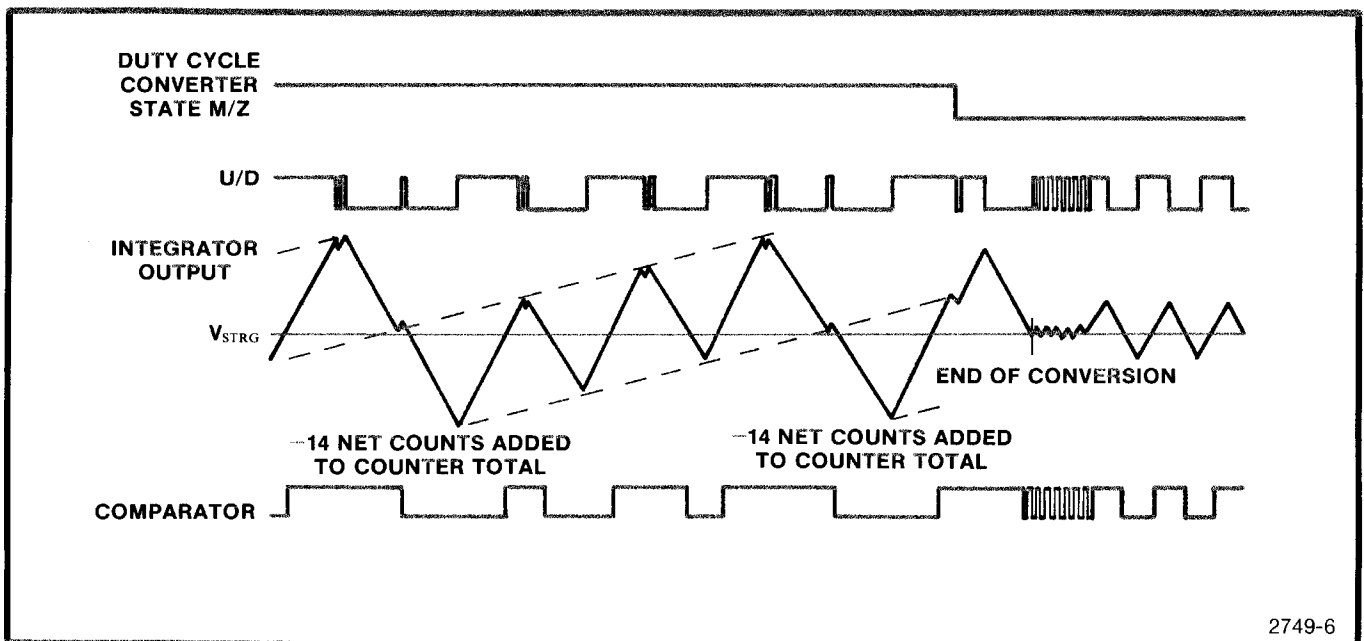 DUTY CYCLE
CONVERTER
STATE M/Z
U/D
INTEGRATOR
OUTPUT
VSTRG
END OF CONVERSION
-14 NET COUNTS ADDED
TO COUNTER TOTAL
-14 NET COUNTS ADDED
TO COUNTER TOTAL
COMPARATOR
2749-6